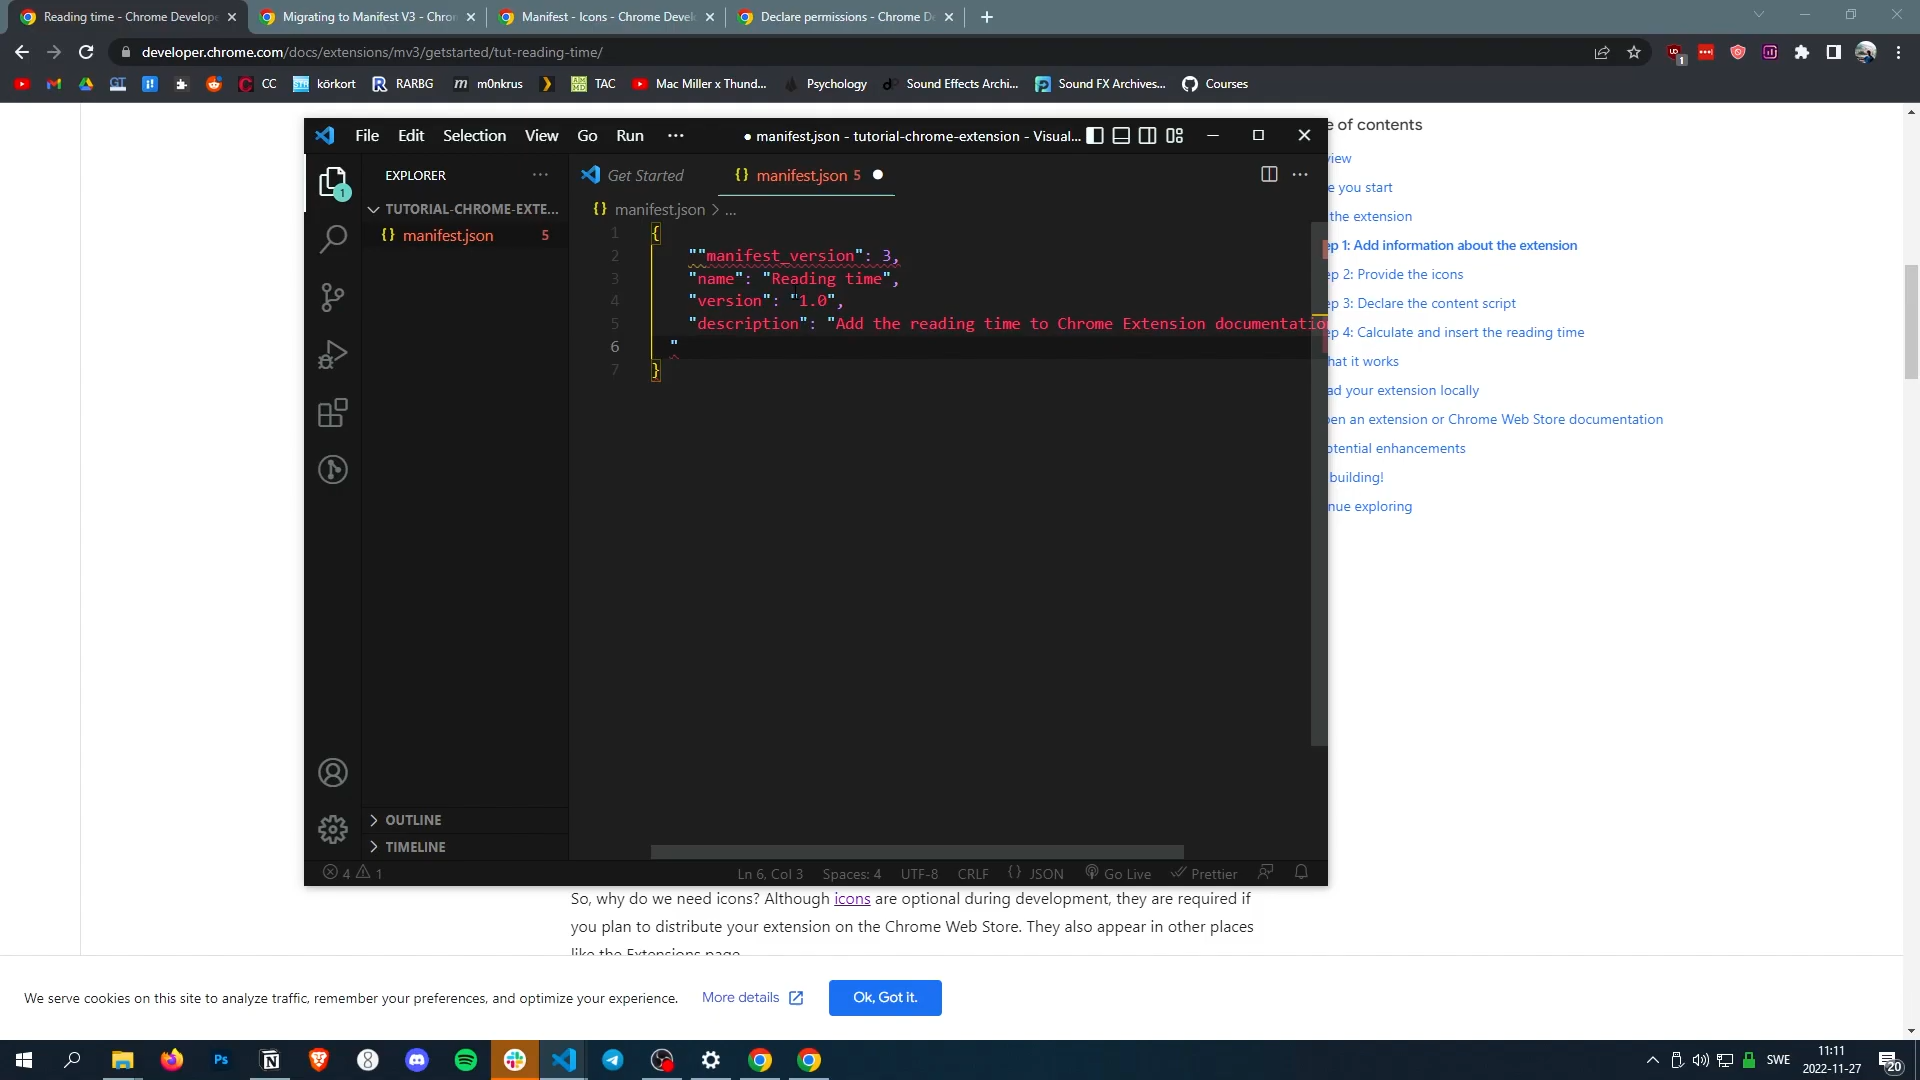 Reading time - Chrome Develope
Migrating to Manifest V3 - Chro
Manifest - Icons - Chrome Devel
Declare permissions - Chrome D
developer.chrome.com/docs/extensions/mv3/getstarted/tut-reading-time/
CC
körkort
RARBG
m0nkrus
TAC
Mac Miller x Thund...
Psychology
Sound Effects Archi...
Sound FX Archives...
Courses
File Edit Selection View Go Run ··· ● manifest.json - tutorial-chrome-extension - Visual...
EXPLORER
Get Started
manifest.json 5
TUTORIAL-CHROME-EXTE...
{} manifest.json 5
{} manifest.json > ...
1 {
2 ""manifest_version": 3,
3 "name": "Reading time",
4 "version": "1.0",
5 "description": "Add the reading time to Chrome Extension documentatio
6 "
7 }
OUTLINE
TIMELINE
4 1 Ln 6, Col 3 Spaces: 4 UTF-8 CRLF {} JSON Go Live Prettier
e of contents
view
e you start
the extension
ep 1: Add information about the extension
ep 2: Provide the icons
ep 3: Declare the content script
ep 4: Calculate and insert the reading time
hat it works
ad your extension locally
en an extension or Chrome Web Store documentation
otential enhancements
building!
nue exploring
So, why do we need icons? Although icons are optional during development, they are required if
you plan to distribute your extension on the Chrome Web Store. They also appear in other places
like the Extensions page
We serve cookies on this site to analyze traffic, remember your preferences, and optimize your experience. More details Ok, Got it.
Ps
SWE
11:11
2022-11-27
20